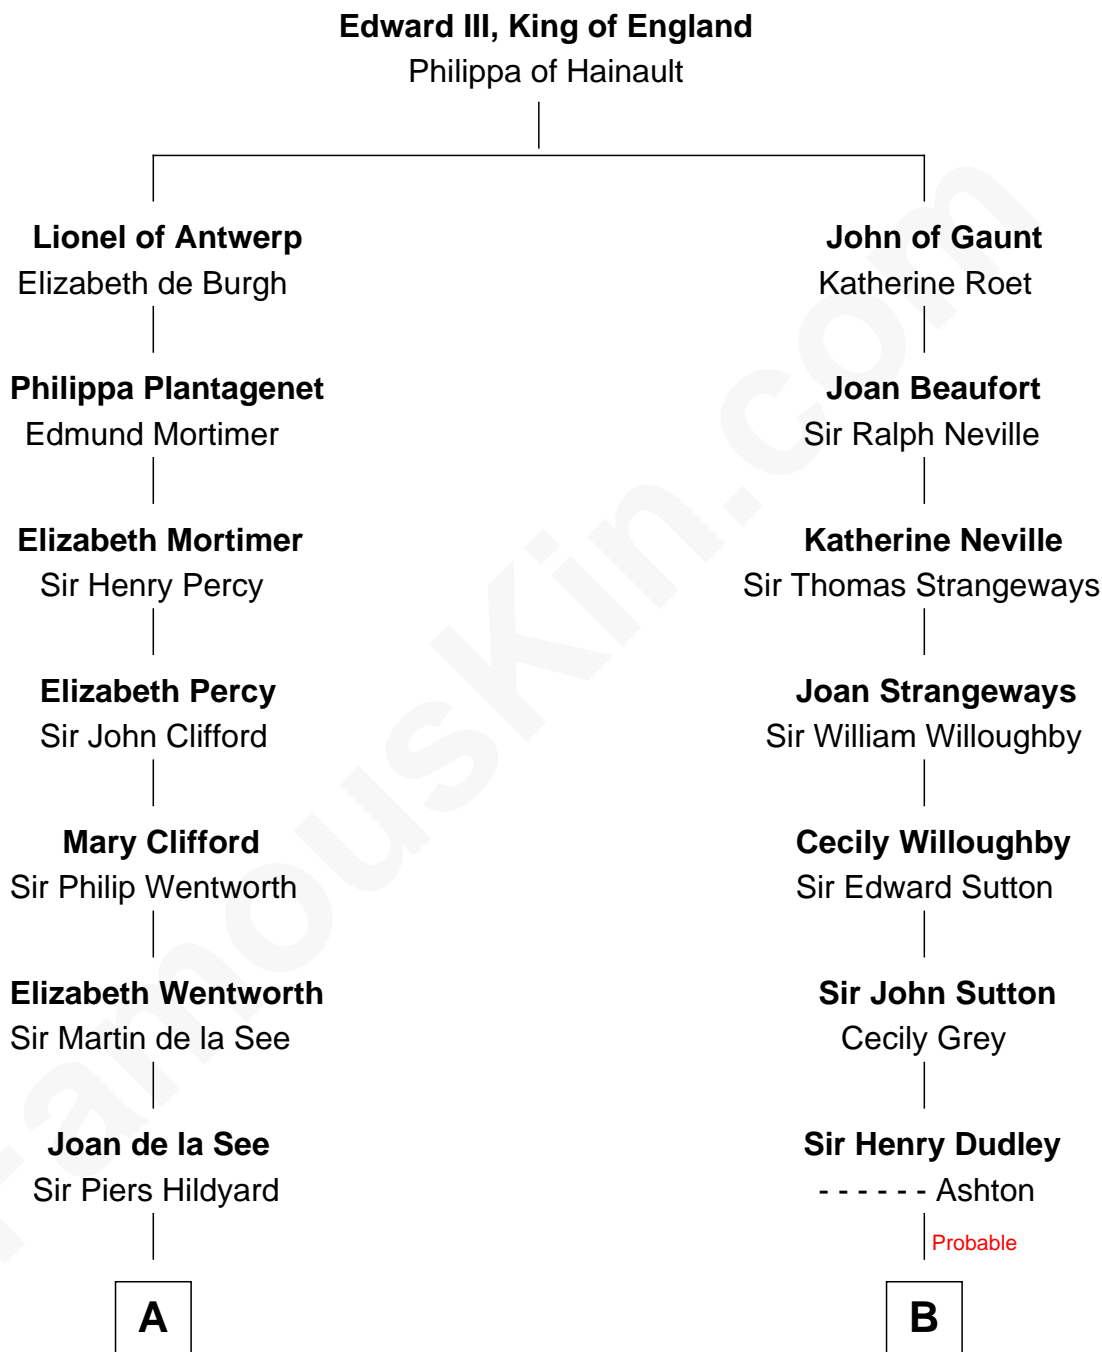 Edward III, King of England
Philippa of Hainault
Lionel of Antwerp
Elizabeth de Burgh
John of Gaunt
Katherine Roet
Philippa Plantagenet
Edmund Mortimer
Joan Beaufort
Sir Ralph Neville
Elizabeth Mortimer
Sir Henry Percy
Katherine Neville
Sir Thomas Strangeways
Elizabeth Percy
Sir John Clifford
Joan Strangeways
Sir William Willoughby
Mary Clifford
Sir Philip Wentworth
Cecily Willoughby
Sir Edward Sutton
Elizabeth Wentworth
Sir Martin de la See
Sir John Sutton
Cecily Grey
Joan de la See
Sir Piers Hildyard
Sir Henry Dudley
- - - - - - Ashton
Probable
A
B
FamousKin.com